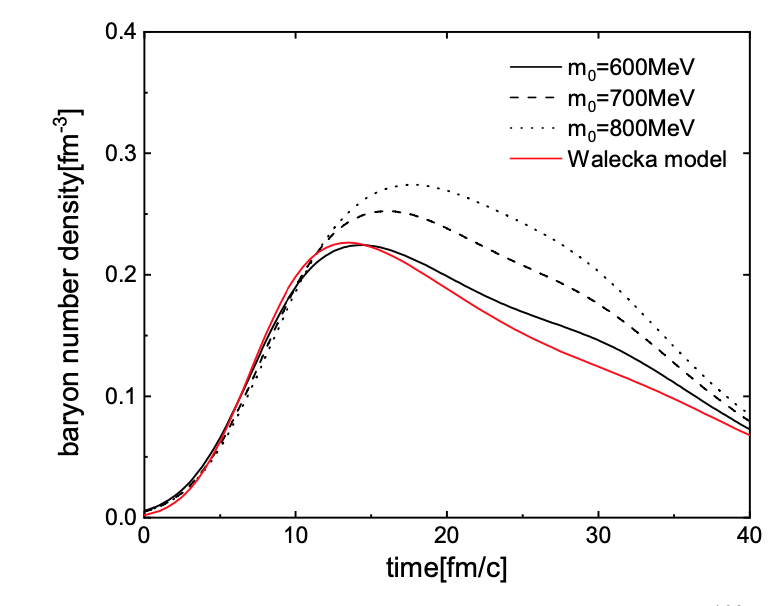 0.4
0.3
0.2
0.1
0.0
baryon number density[fm⁻³]
m₀=600MeV
m₀=700MeV
m₀=800MeV
Walecka model
0 10 20 30 40
time[fm/c]